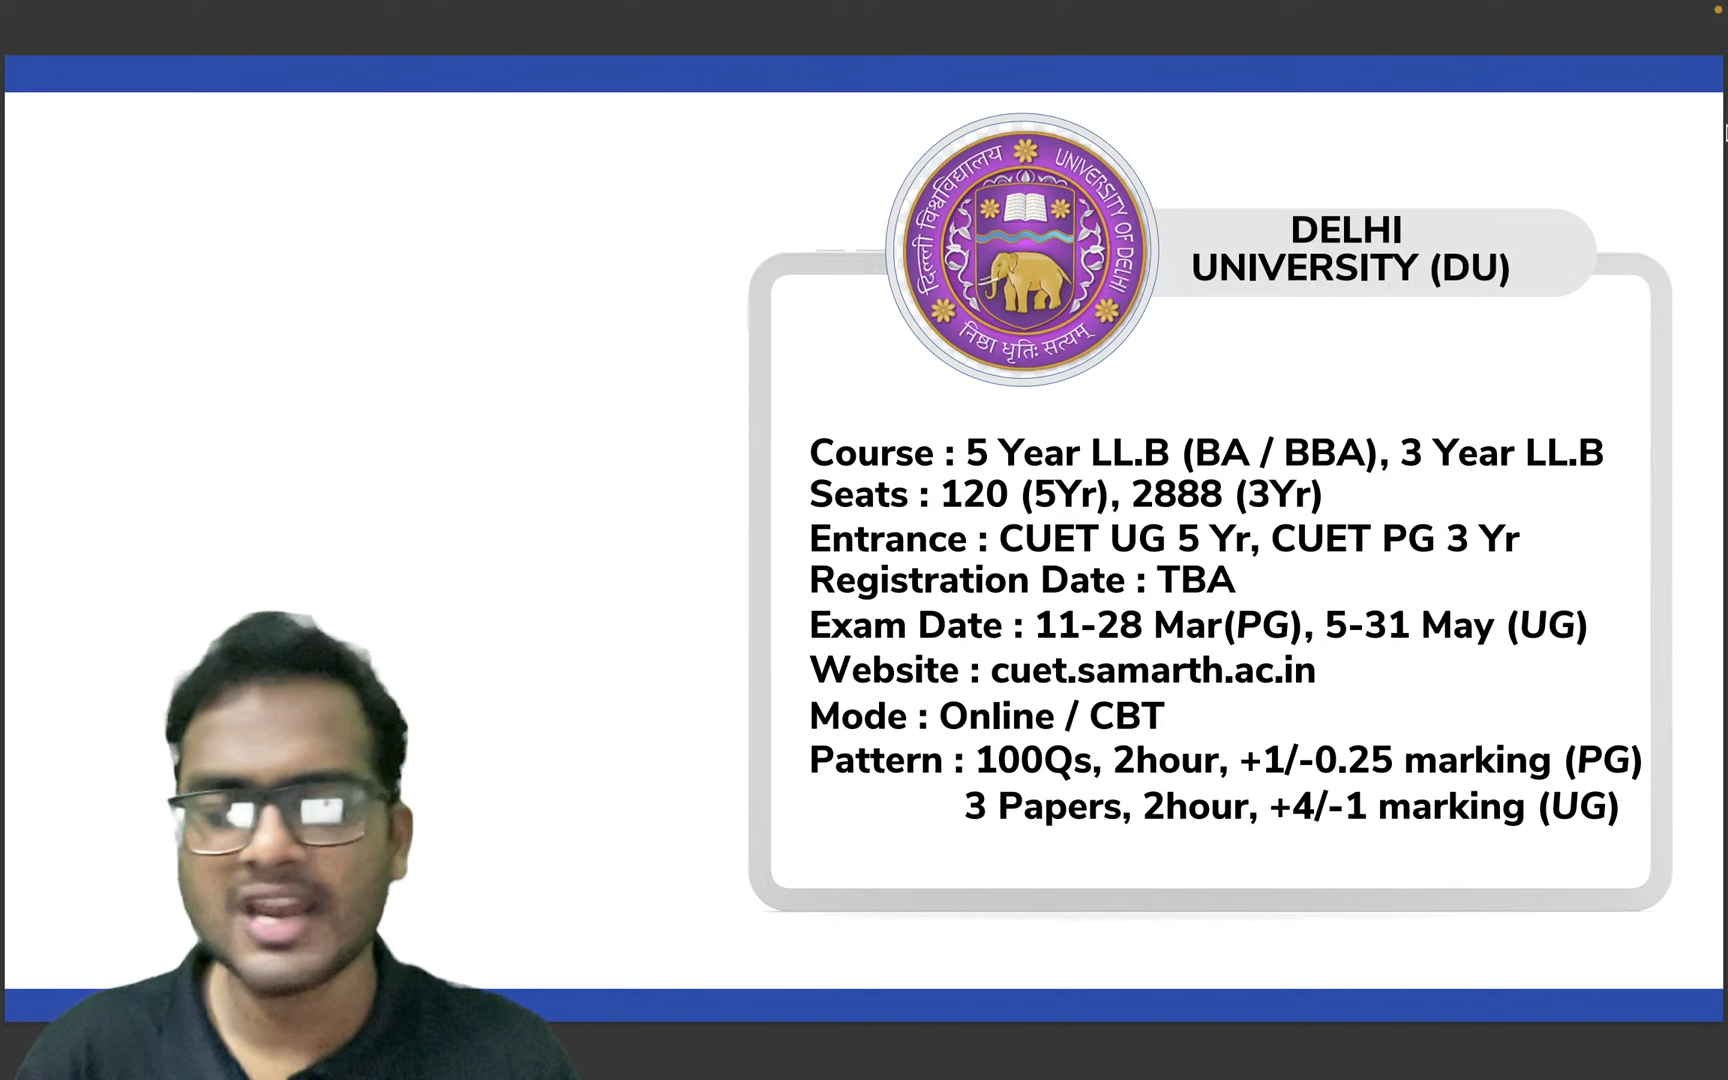 दिल्ली विश्वविद्यालय
UNIVERSITY OF DELHI
निष्ठा धृतिः सत्यम्
DELHI
UNIVERSITY (DU)
Course : 5 Year LL.B (BA / BBA), 3 Year LL.B
Seats : 120 (5Yr), 2888 (3Yr)
Entrance : CUET UG 5 Yr, CUET PG 3 Yr
Registration Date : TBA
Exam Date : 11-28 Mar(PG), 5-31 May (UG)
Website : cuet.samarth.ac.in
Mode : Online / CBT
Pattern : 100Qs, 2hour, +1/-0.25 marking (PG)
3 Papers, 2hour, +4/-1 marking (UG)